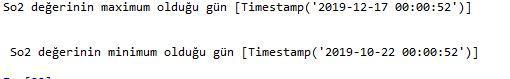 So2 değerinin maximum olduğu gün [Timestamp('2019-12-17 00:00:52')]
So2 değerinin minimum olduğu gün [Timestamp('2019-10-22 00:00:52')]